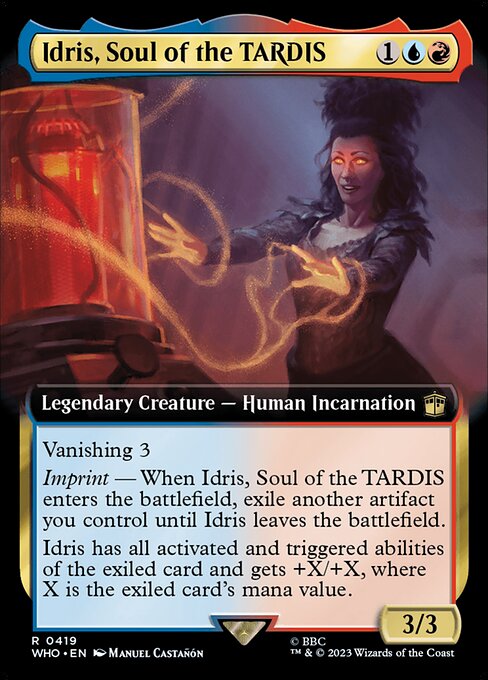 Idris, Soul of the TARDIS 1
Legendary Creature — Human Incarnation
Vanishing 3
Imprint — When Idris, Soul of the TARDIS
enters the battlefield, exile another artifact
you control until Idris leaves the battlefield.
Idris has all activated and triggered abilities
of the exiled card and gets +X/+X, where
X is the exiled card's mana value.
3/3
R 0419
WHO • EN Manuel Castañón
© BBC
™ & © 2023 Wizards of the Coast